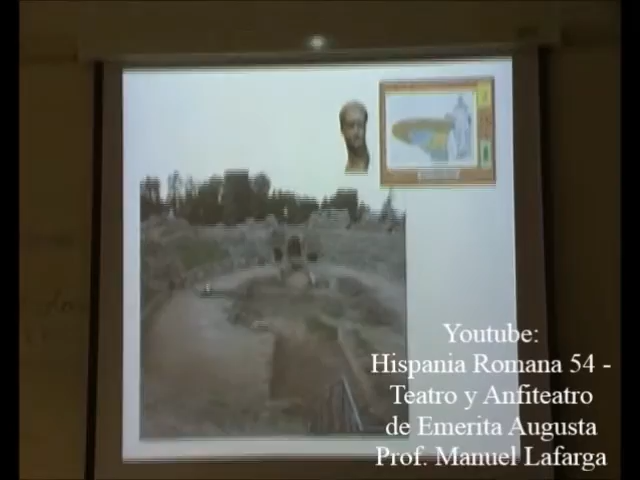 Youtube:
Hispania Romana 54 -
Teatro y Anfiteatro
de Emerita Augusta
Prof. Manuel Lafarga